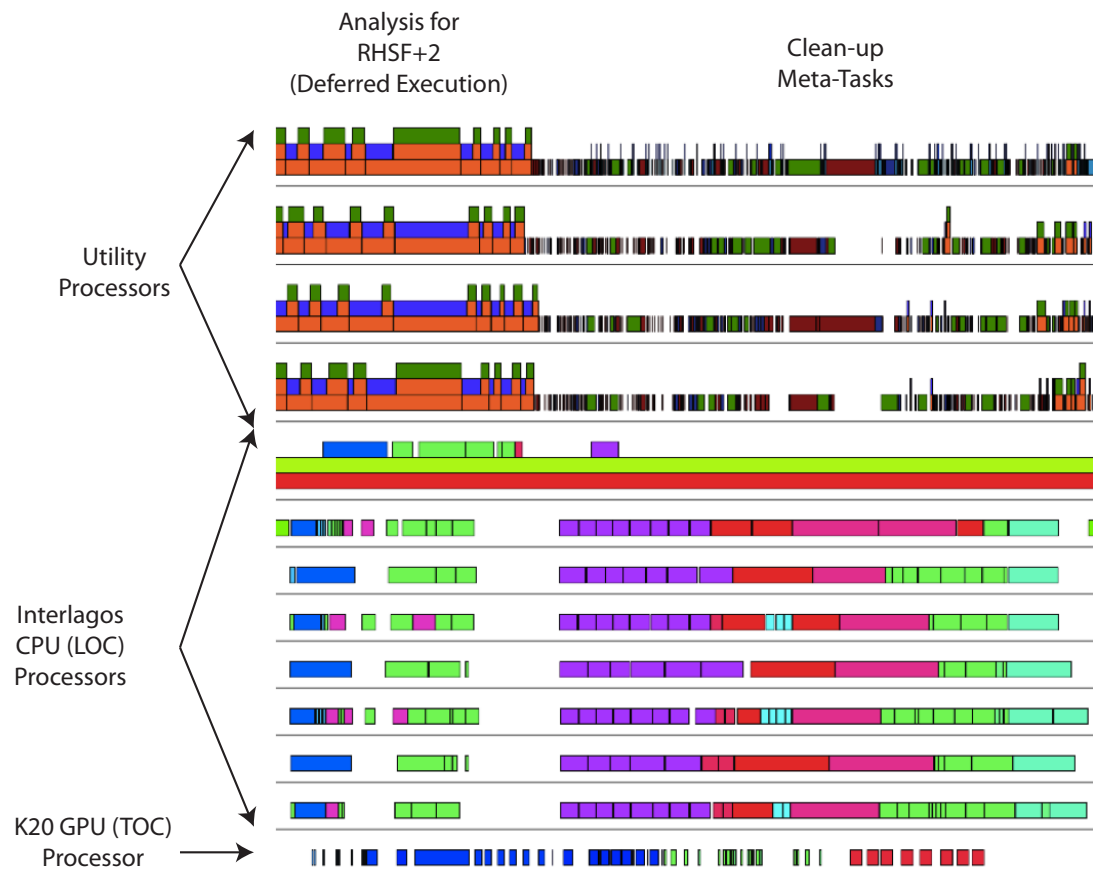 Analysis for
RHSF+2
(Deferred Execution)
Clean-up
Meta-Tasks
Utility
Processors
Interlagos
CPU (LOC)
Processors
K20 GPU (TOC)
Processor